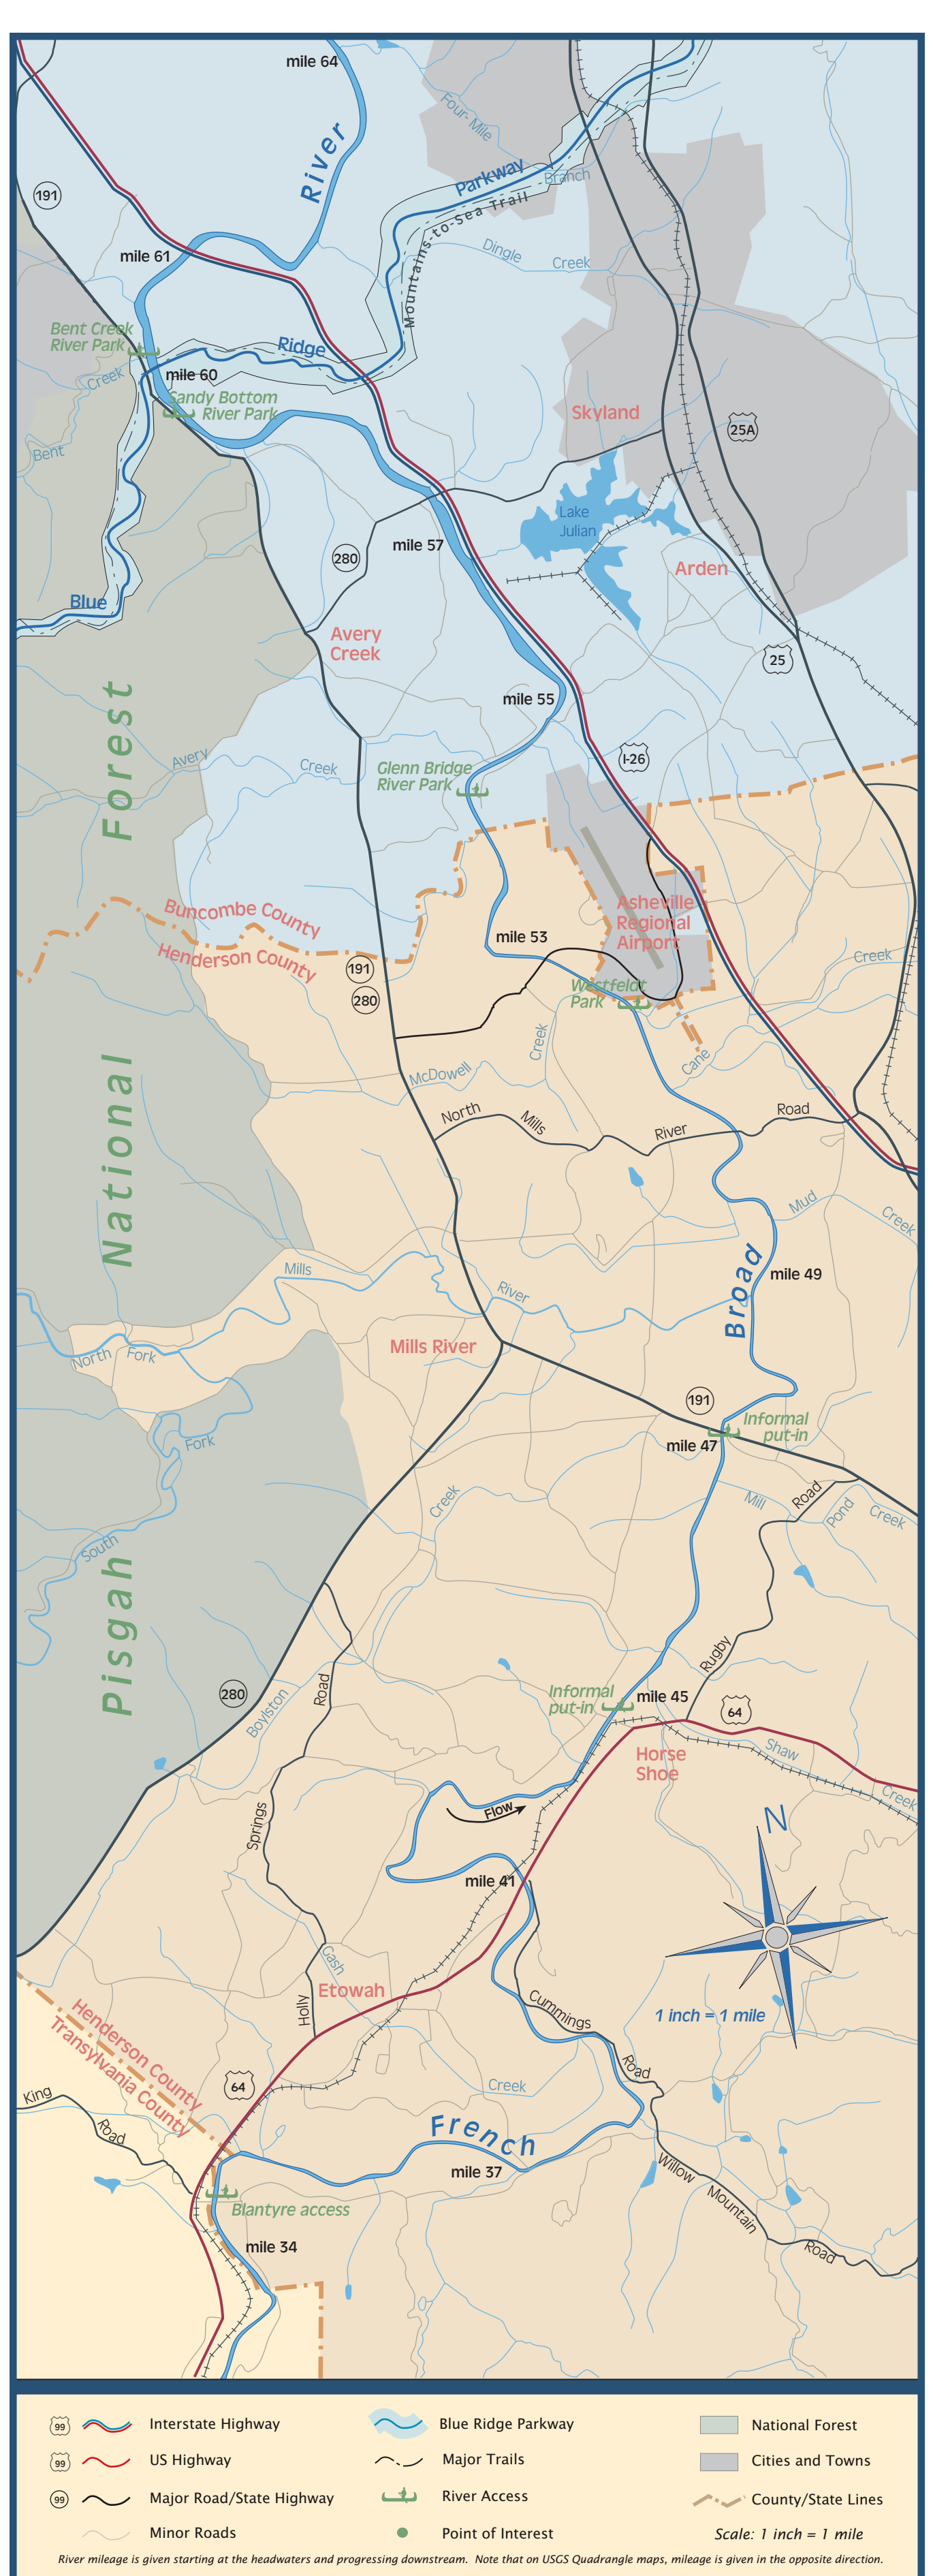 mile 64
River
Four-Mile
Branch
191
Parkway
Mountains-to-Sea Trail
Dingle
Creek
mile 61
Bent Creek
River Park
Ridge
mile 60
Creek
Sandy Bottom
River Park
Skyland
25A
Bent
Lake
Julian
mile 57
280
Arden
Blue
Avery
Creek
25
mile 55
Forest
Avery
Creek
I-26
Glenn Bridge
River Park
Buncombe County
Henderson County
Asheville
Regional
Airport
mile 53
Creek
191
280
Westfeldt
Park
Creek
McDowell
Cane
National
North
Mills
River
Road
Mud
Creek
Mills
River
Broad
mile 49
North
Fork
Mills River
191
Informal
put-in
mile 47
Fork
Creek
Mill
Road
Pond
Creek
South
Pisgah
Rugby
280
Boylston
Road
Informal
put-in
mile 45
64
Horse
Shoe
Shaw
Creek
Flow
Springs
N
mile 41
Gash
Etowah
Holly
Cummings
1 inch = 1 mile
Henderson County
Transylvania County
Road
64
Creek
King
Road
French
mile 37
Willow
Mountain
Road
Blantyre access
mile 34
99 Interstate Highway
99 US Highway
99 Major Road/State Highway
Minor Roads
Blue Ridge Parkway
Major Trails
River Access
Point of Interest
National Forest
Cities and Towns
County/State Lines
Scale: 1 inch = 1 mile
River mileage is given starting at the headwaters and progressing downstream. Note that on USGS Quadrangle maps, mileage is given in the opposite direction.